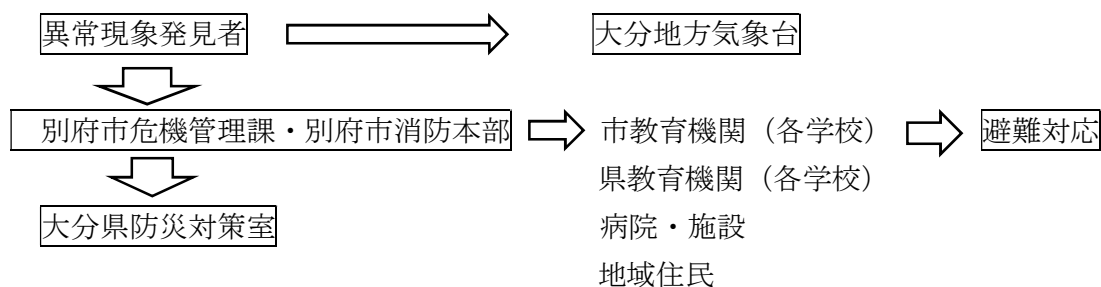 異常現象発見者 大分地方気象台
別府市危機管理課・別府市消防本部 市教育機関(各学校) 避難対応
県教育機関(各学校)
大分県防災対策室 病院・施設
地域住民